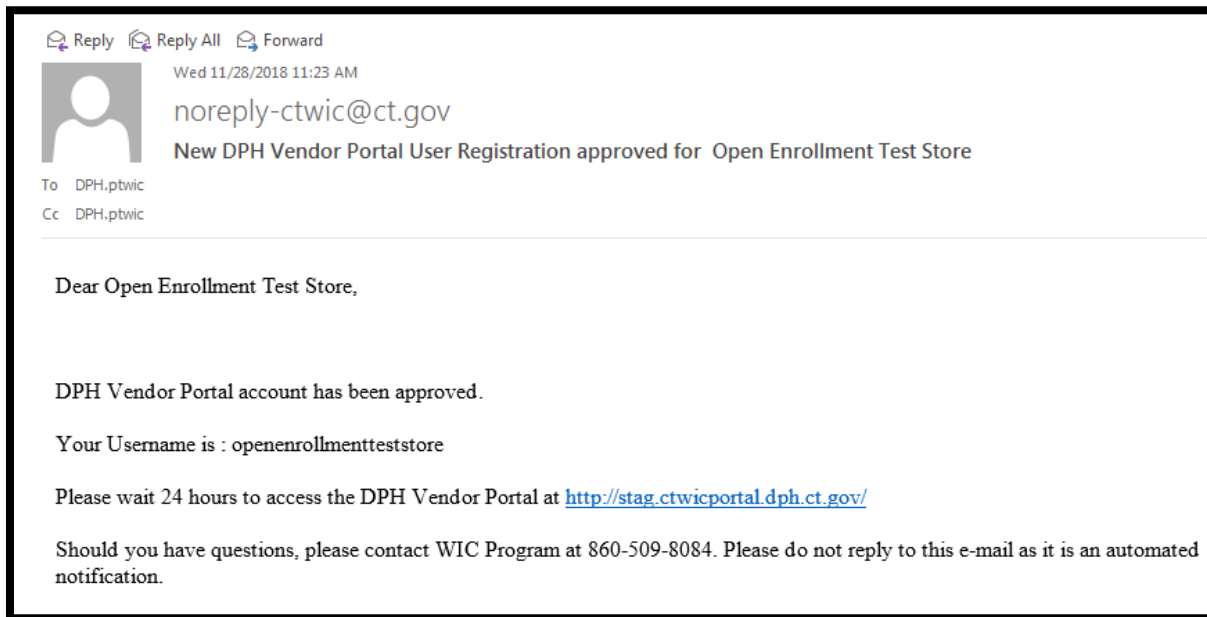 Reply Reply All Forward
Wed 11/28/2018 11:23 AM
noreply-ctwic@ct.gov
New DPH Vendor Portal User Registration approved for Open Enrollment Test Store
To DPH.ptwic
Cc DPH.ptwic
Dear Open Enrollment Test Store,
DPH Vendor Portal account has been approved.
Your Username is : openenrollmentteststore
Please wait 24 hours to access the DPH Vendor Portal at http://stag.ctwicportal.dph.ct.gov/
Should you have questions, please contact WIC Program at 860-509-8084. Please do not reply to this e-mail as it is an automated
notification.